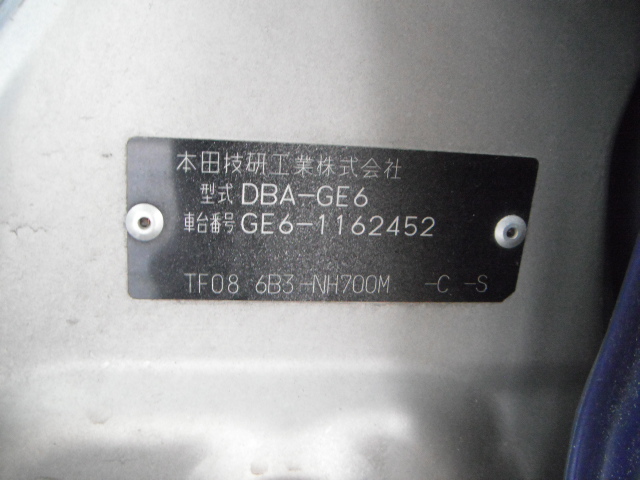 本田技研工業株式会社
型式 DBA-GE6
車台番号 GE6-1162452
TF08 6B3-NH700M -C -S